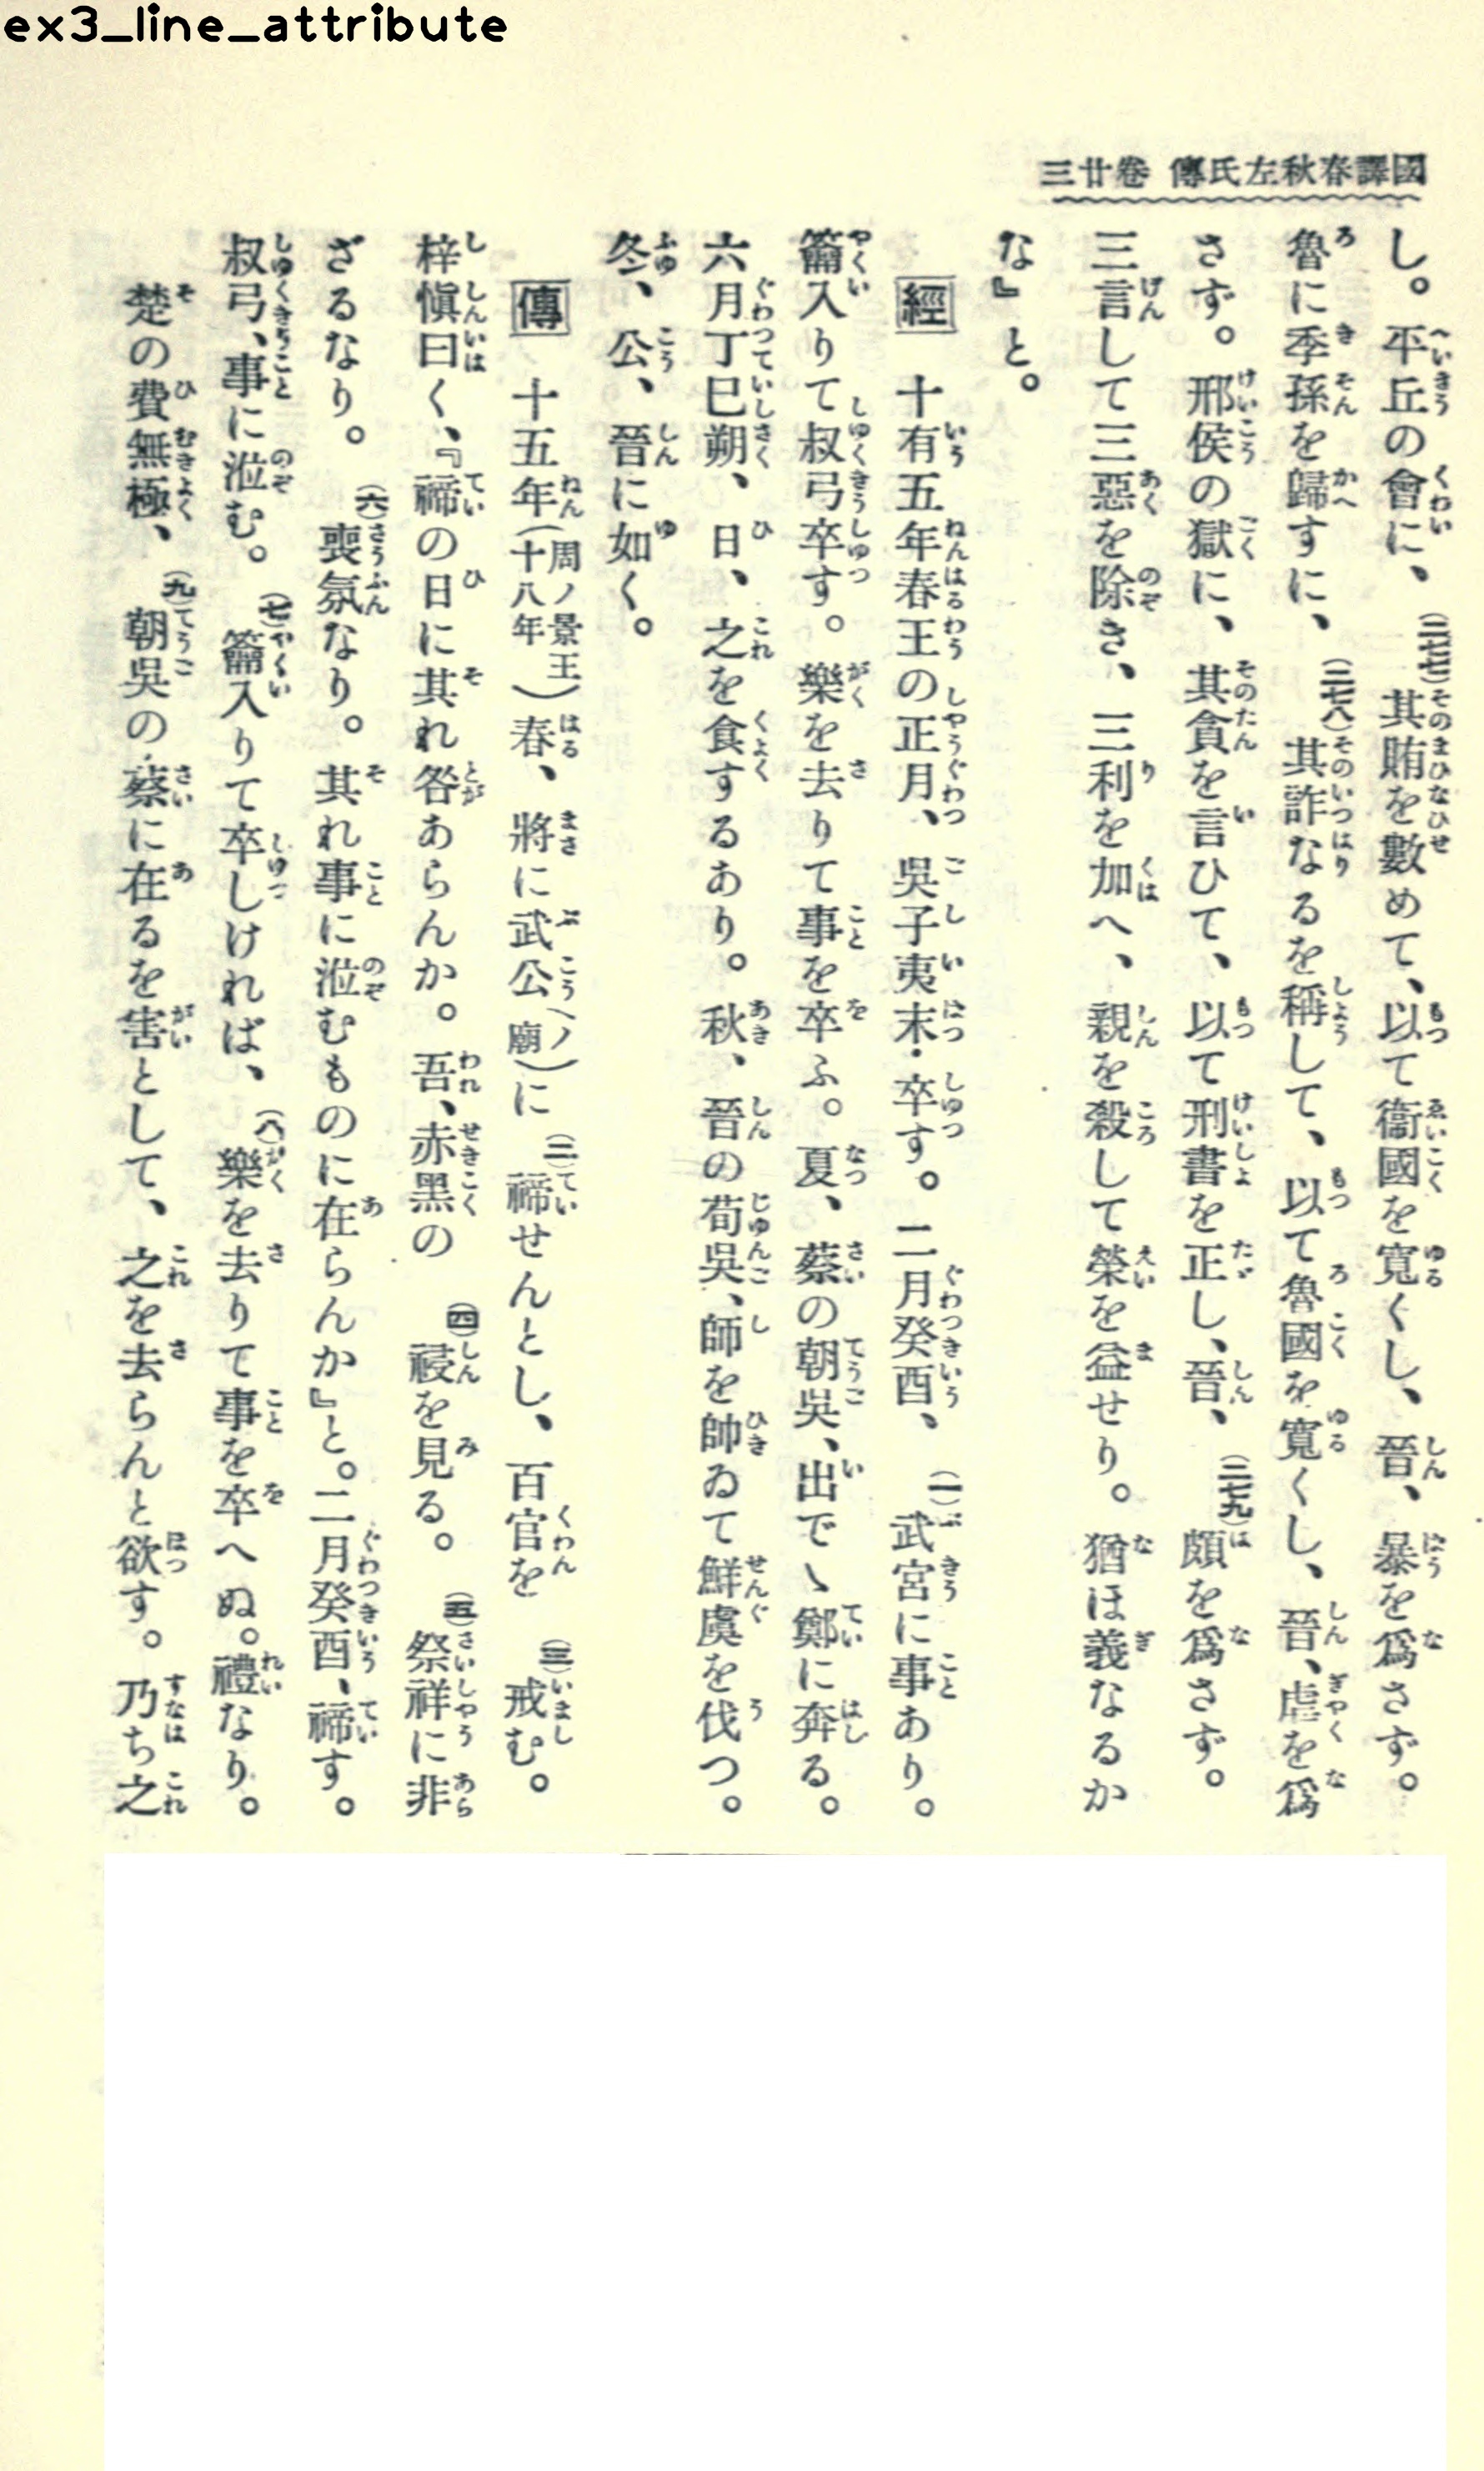 ex3_line_attribute
國譯春秋左氏傳 卷廿三
し。平丘の會に、(二七七)其賄を數めて、以て衞國を寬くし、晉、暴を爲さず。
魯に季孫を歸すに、(二七八)其詐なるを稱して、以て魯國を寬くし、晉、虐を爲
さず。邢侯の獄に、其貪を言ひて、以て刑書を正し、晉、(二七九)頗を爲さず。
三言して三惡を除き、三利を加へ、親を殺して榮を益せり。猶ほ義なるか
な』と。
經 十有五年春王の正月、吳子夷末・卒す。二月癸酉、(一)武宮に事あり。
籥入りて叔弓卒す。樂を去りて事を卒ふ。夏、蔡の朝吳、出でゝ鄭に奔る。
六月丁巳朔、日、之を食するあり。秋、晉の荀吳、師を帥ゐて鮮虞を伐つ。
冬、公、晉に如く。
傳 十五年(周ノ景王十八年)春、將に武公(ノ廟)に(二)禘せんとし、百官を(三)戒む。
梓愼曰く、『禘の日に其れ咎あらんか。吾、赤黑の(四)祲を見る。(五)祭祥に非
ざるなり。(六)喪氛なり。其れ事に涖むものに在らんか』と。二月癸酉、禘す。
叔弓、事に涖む。(七)籥入りて卒しければ、(八)樂を去りて事を卒へぬ。禮なり。
楚の費無極、(九)朝吳の蔡に在るを害として、之を去らんと欲す。乃ち之